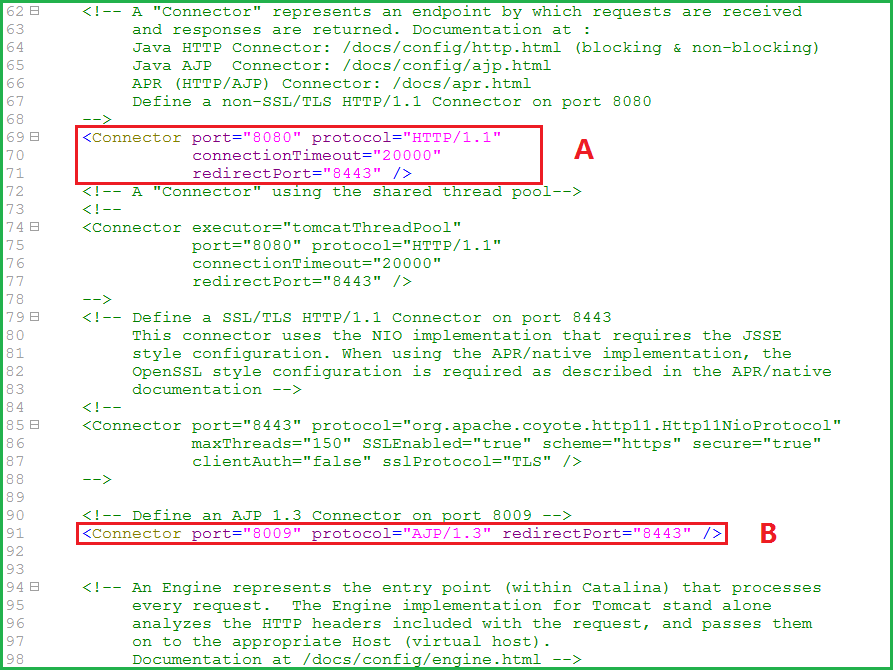 62 <!-- A "Connector" represents an endpoint by which requests are received
63 and responses are returned. Documentation at :
64 Java HTTP Connector: /docs/config/http.html (blocking & non-blocking)
65 Java AJP  Connector: /docs/config/ajp.html
66 APR (HTTP/AJP) Connector: /docs/apr.html
67 Define a non-SSL/TLS HTTP/1.1 Connector on port 8080
68 -->
69 <Connector port="8080" protocol="HTTP/1.1"
70 connectionTimeout="20000" A
71 redirectPort="8443" />
72 <!-- A "Connector" using the shared thread pool-->
73 <!--
74 <Connector executor="tomcatThreadPool"
75 port="8080" protocol="HTTP/1.1"
76 connectionTimeout="20000"
77 redirectPort="8443" />
78 -->
79 <!-- Define a SSL/TLS HTTP/1.1 Connector on port 8443
80 This connector uses the NIO implementation that requires the JSSE
81 style configuration. When using the APR/native implementation, the
82 OpenSSL style configuration is required as described in the APR/native
83 documentation -->
84 <!--
85 <Connector port="8443" protocol="org.apache.coyote.http11.Http11NioProtocol"
86 maxThreads="150" SSLEnabled="true" scheme="https" secure="true"
87 clientAuth="false" sslProtocol="TLS" />
88 -->
89
90 <!-- Define an AJP 1.3 Connector on port 8009 -->
91 <Connector port="8009" protocol="AJP/1.3" redirectPort="8443" /> B
92
93
94 <!-- An Engine represents the entry point (within Catalina) that processes
95 every request.  The Engine implementation for Tomcat stand alone
96 analyzes the HTTP headers included with the request, and passes them
97 on to the appropriate Host (virtual host).
98 Documentation at /docs/config/engine.html -->